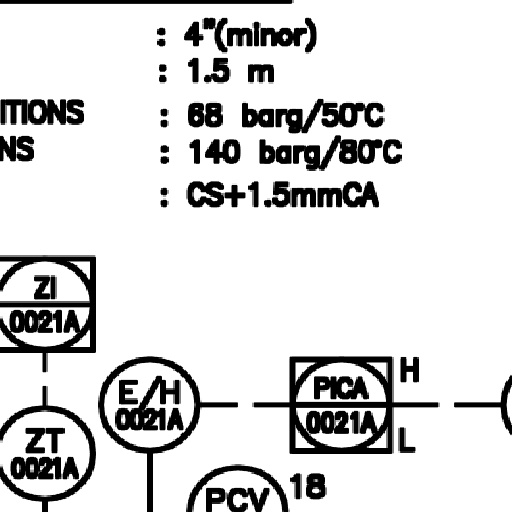 : 4"(minor)
: 1.5 m
ITIONS : 68 barg/50°C
NS : 140 barg/80°C
: CS+1.5mmCA
ZI
0021A
E/H
0021A
PICA
0021A
H
L
ZT
0021A
PCV
18